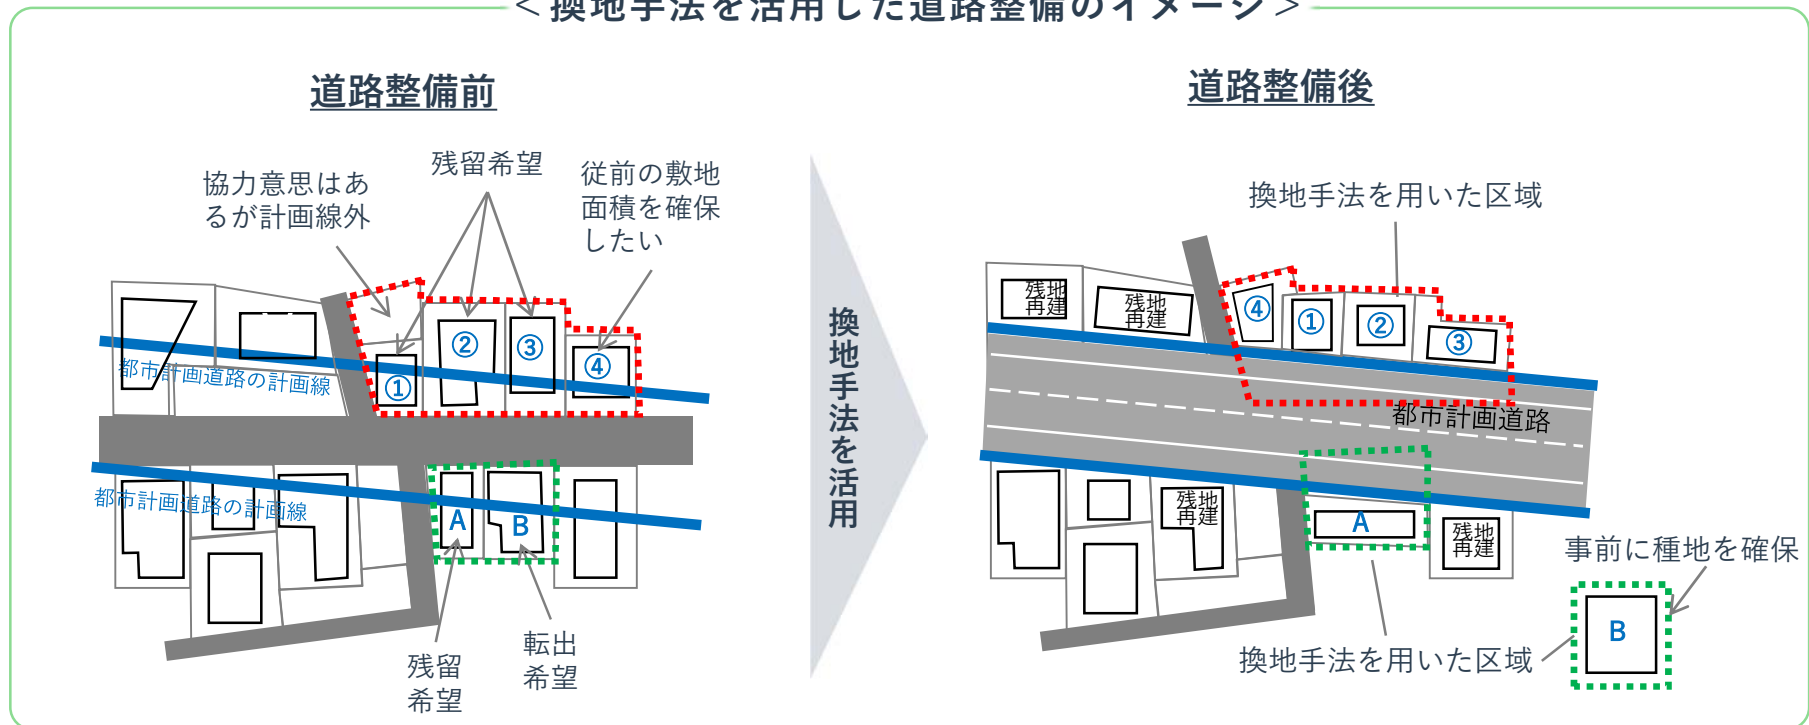 ＜換地手法を活用した道路整備のイメージ＞
道路整備前
協力意思はあ
るが計画線外
残留希望
従前の敷地
面積を確保
したい
①
②
③
④
都市計画道路の計画線
都市計画道路の計画線
A
B
残留
希望
転出
希望
換地手法を活用
道路整備後
換地手法を用いた区域
残地
再建
残地
再建
④
①
②
③
都市計画道路
残地
再建
A
残地
再建
事前に種地を確保
B
換地手法を用いた区域